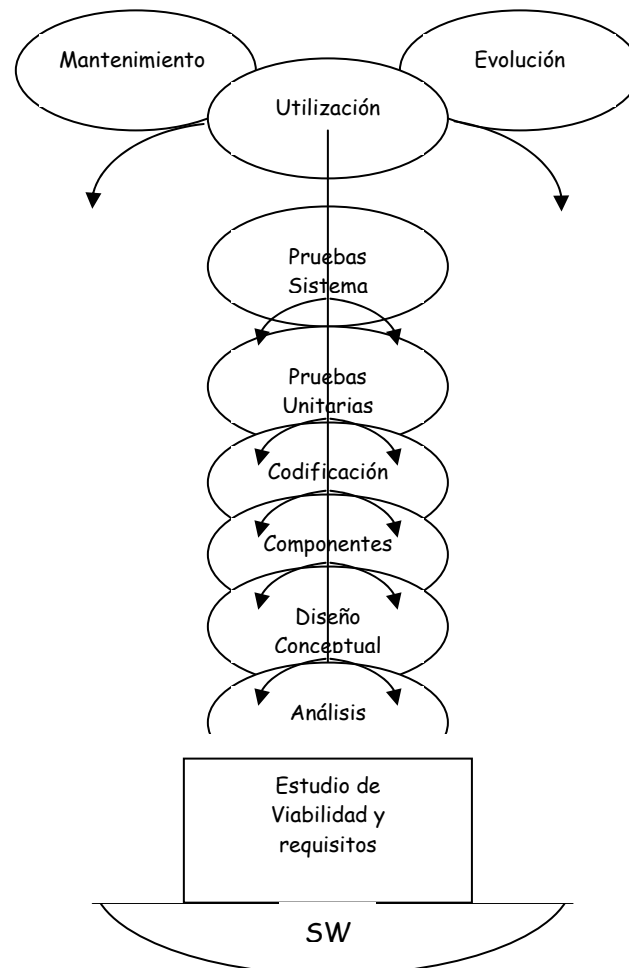 Mantenimiento
Evolución
Utilización
Pruebas
Sistema
Pruebas
Unitarias
Codificación
Componentes
Diseño
Conceptual
Análisis
Estudio de
Viabilidad y
requisitos
SW